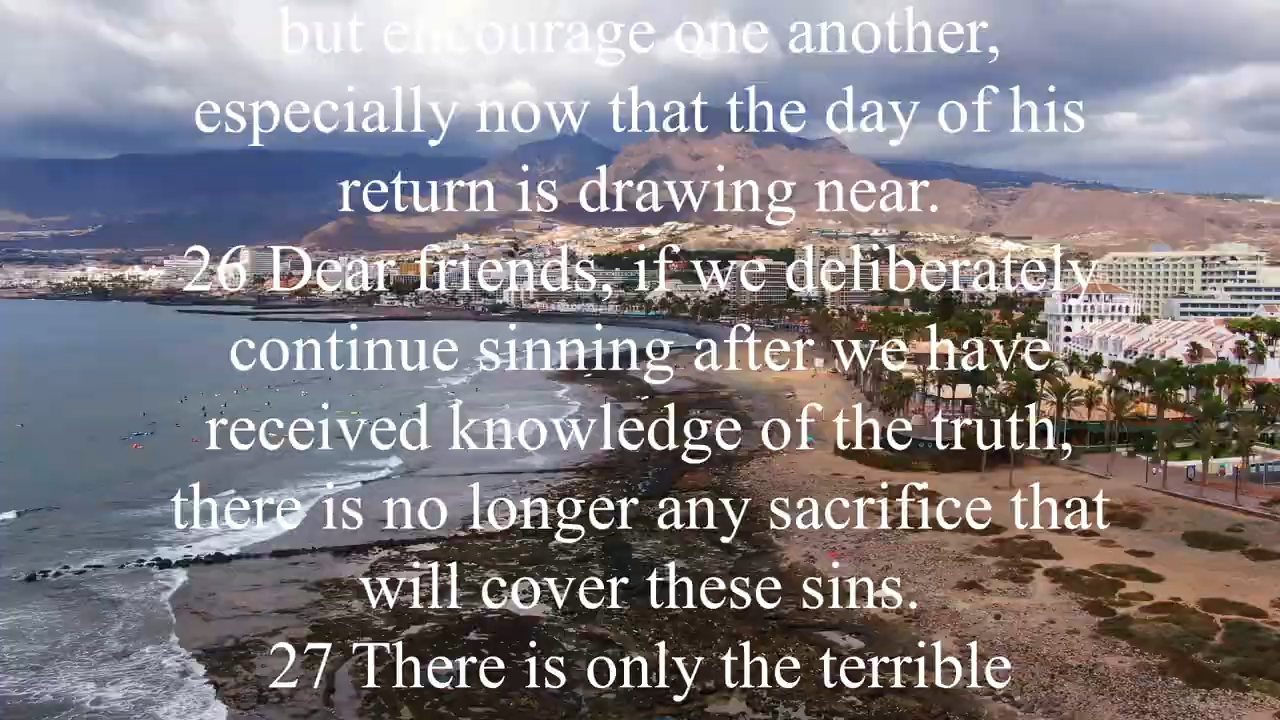 but encourage one another,
especially now that the day of his
return is drawing near.
26 Dear friends, if we deliberately
continue sinning after we have
received knowledge of the truth,
there is no longer any sacrifice that
will cover these sins.
27 There is only the terrible